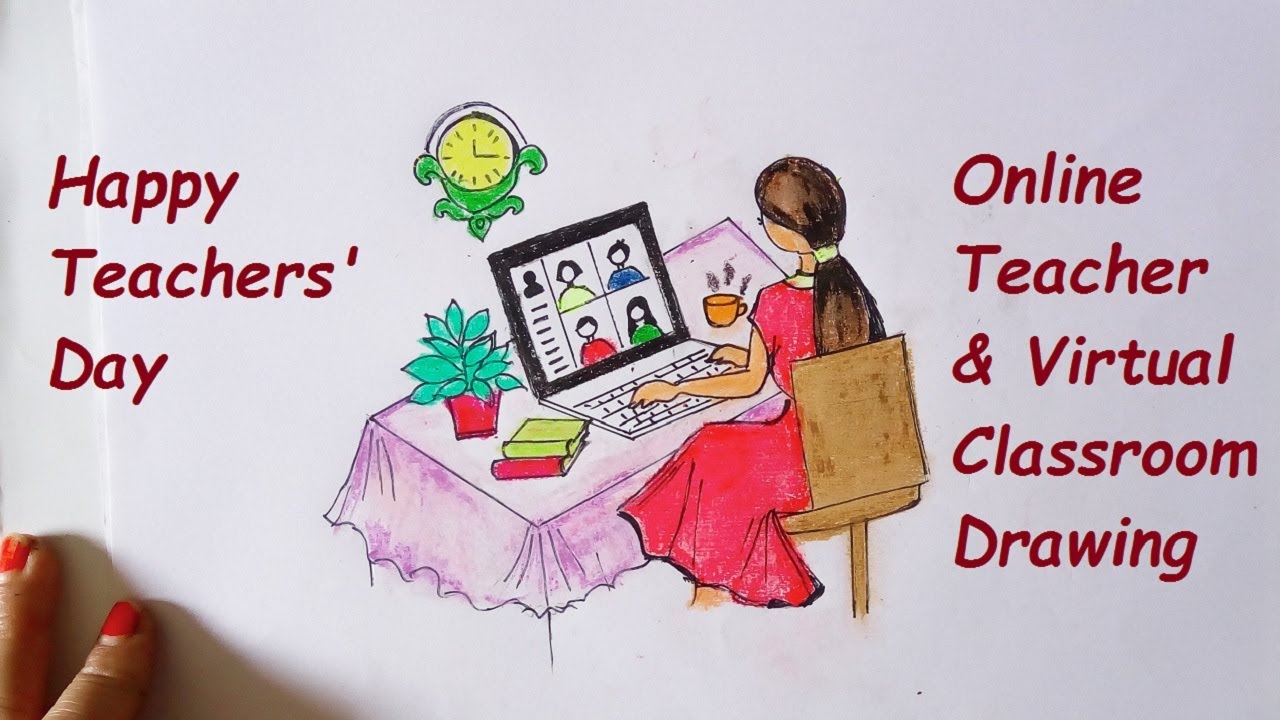 Happy
Teachers'
Day
Online
Teacher
& Virtual
Classroom
Drawing